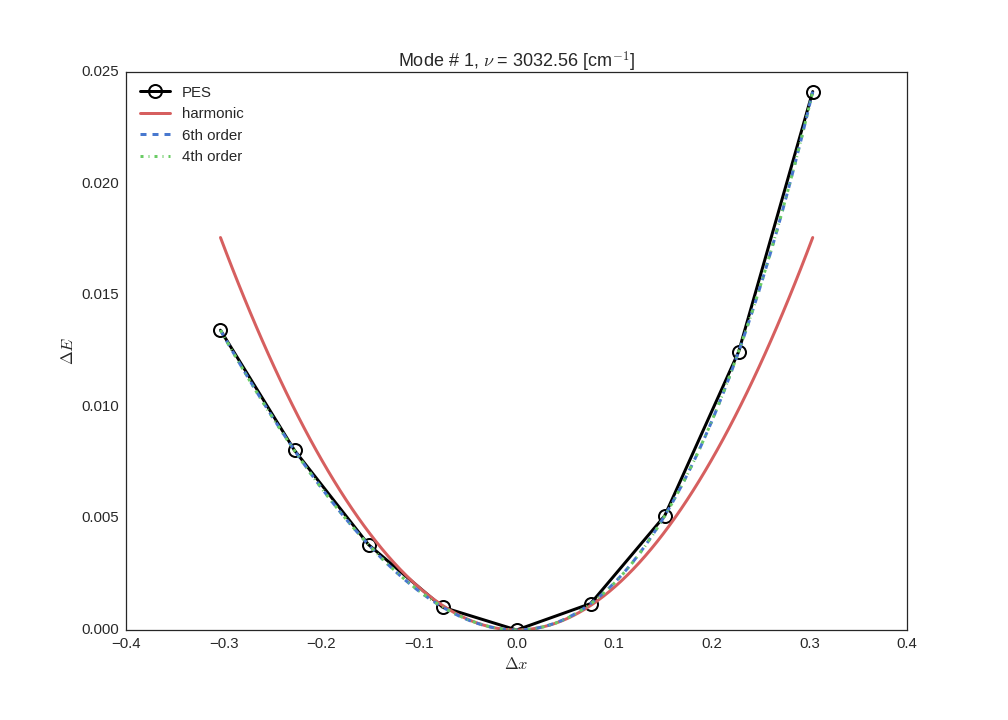 Mode # 1, ν = 3032.56 [cm⁻¹]
0.025
0.020
0.015
0.010
0.005
0.000
ΔE
PES
harmonic
6th order
4th order
−0.4 −0.3 −0.2 −0.1 0.0 0.1 0.2 0.3 0.4
Δx